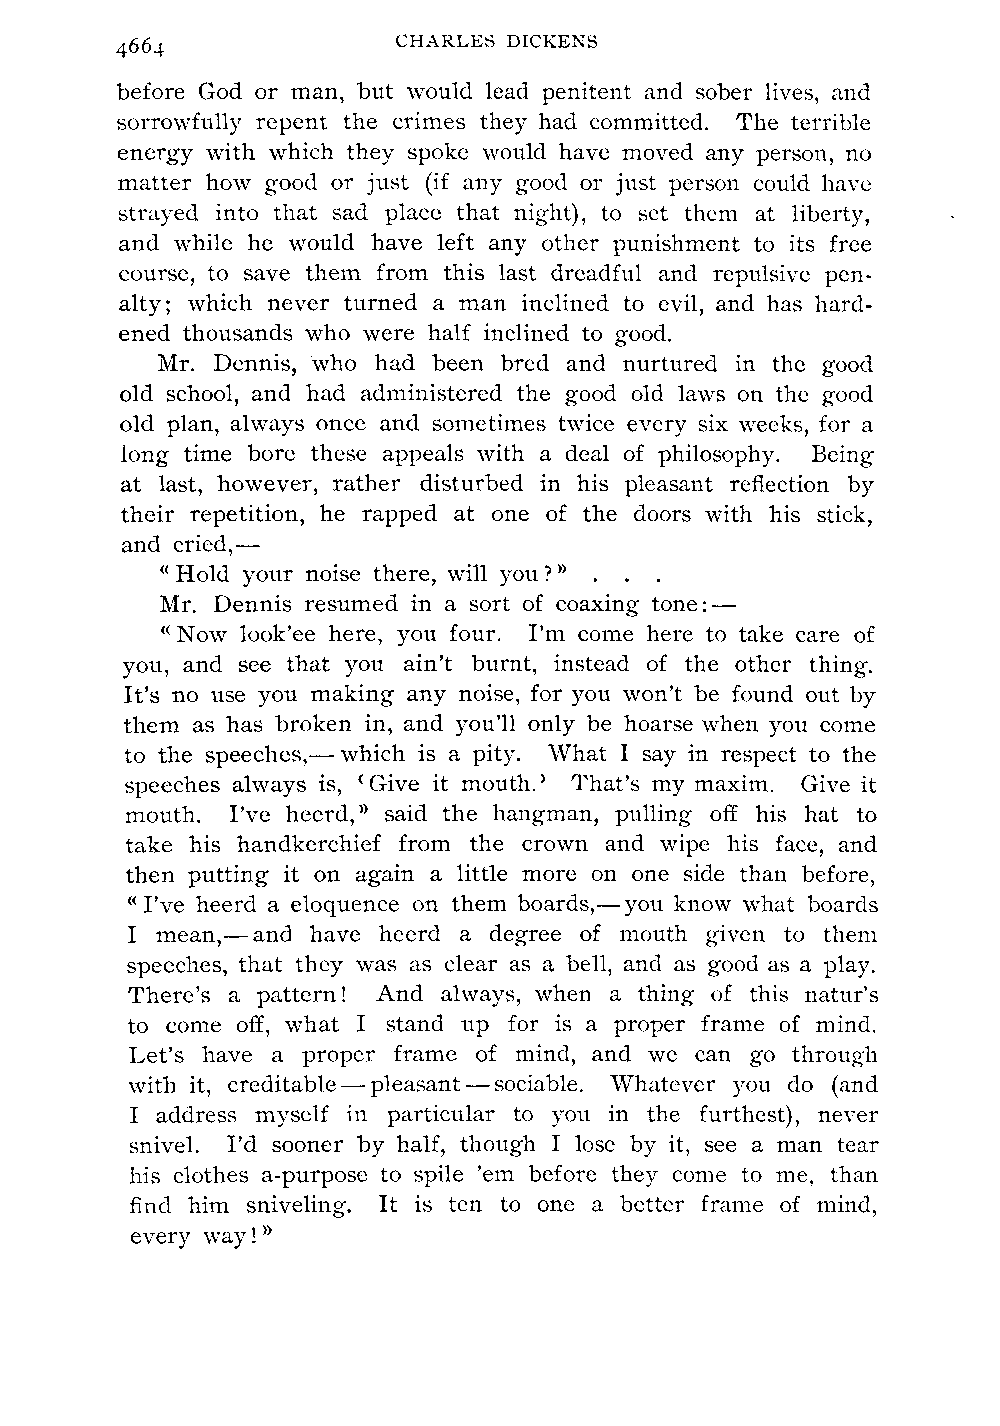 4664
CHARLES DICKENS
before God or man, but would lead penitent and sober lives, and
sorrowfully repent the crimes they had committed. The terrible
energy with which they spoke would have moved any person, no
matter how good or just (if any good or just person could have
strayed into that sad place that night), to set them at liberty,
and while he would have left any other punishment to its free
course, to save them from this last dreadful and repulsive pen-
alty; which never turned a man inclined to evil, and has hard-
ened thousands who were half inclined to good.
Mr. Dennis, who had been bred and nurtured in the good
old school, and had administered the good old laws on the good
old plan, always once and sometimes twice every six weeks, for a
long time bore these appeals with a deal of philosophy. Being
at last, however, rather disturbed in his pleasant reflection by
their repetition, he rapped at one of the doors with his stick,
and cried,—
« Hold your noise there, will you? » . . .
Mr. Dennis resumed in a sort of coaxing tone:—
« Now look'ee here, you four. I'm come here to take care of
you, and see that you ain't burnt, instead of the other thing.
It's no use you making any noise, for you won't be found out by
them as has broken in, and you'll only be hoarse when you come
to the speeches,— which is a pity. What I say in respect to the
speeches always is, ‹Give it mouth.› That's my maxim. Give it
mouth. I've heerd,» said the hangman, pulling off his hat to
take his handkerchief from the crown and wipe his face, and
then putting it on again a little more on one side than before,
« I've heerd a eloquence on them boards,— you know what boards
I mean,— and have heerd a degree of mouth given to them
speeches, that they was as clear as a bell, and as good as a play.
There's a pattern! And always, when a thing of this natur's
to come off, what I stand up for is a proper frame of mind.
Let's have a proper frame of mind, and we can go through
with it, creditable — pleasant — sociable. Whatever you do (and
I address myself in particular to you in the furthest), never
snivel. I'd sooner by half, though I lose by it, see a man tear
his clothes a-purpose to spile 'em before they come to me, than
find him sniveling. It is ten to one a better frame of mind,
every way! »